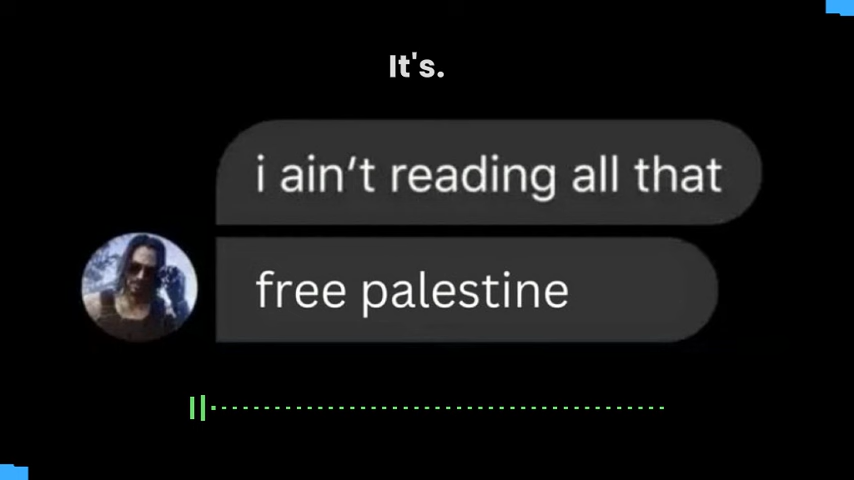 It's.
i ain’t reading all that
free palestine